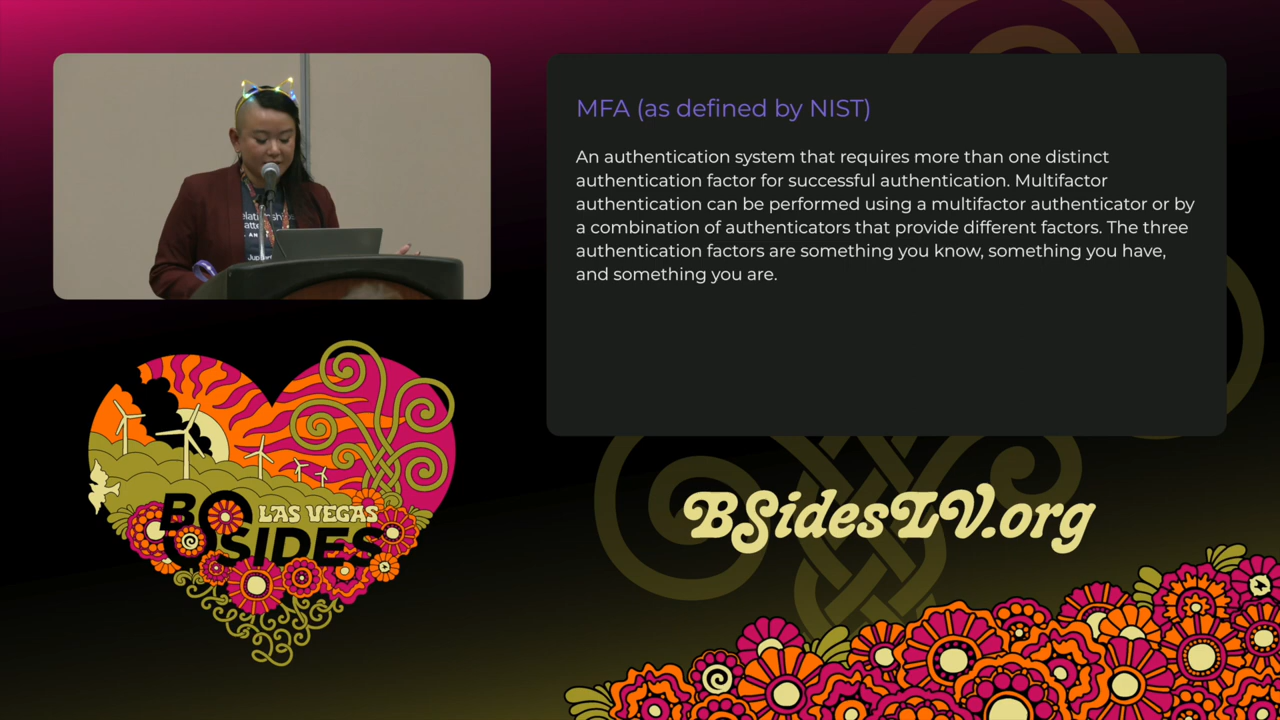 MFA (as defined by NIST)
An authentication system that requires more than one distinct
authentication factor for successful authentication. Multifactor
authentication can be performed using a multifactor authenticator or by
a combination of authenticators that provide different factors. The three
authentication factors are something you know, something you have,
and something you are.
LAS VEGAS
BSIDES
23
BSidesLV.org